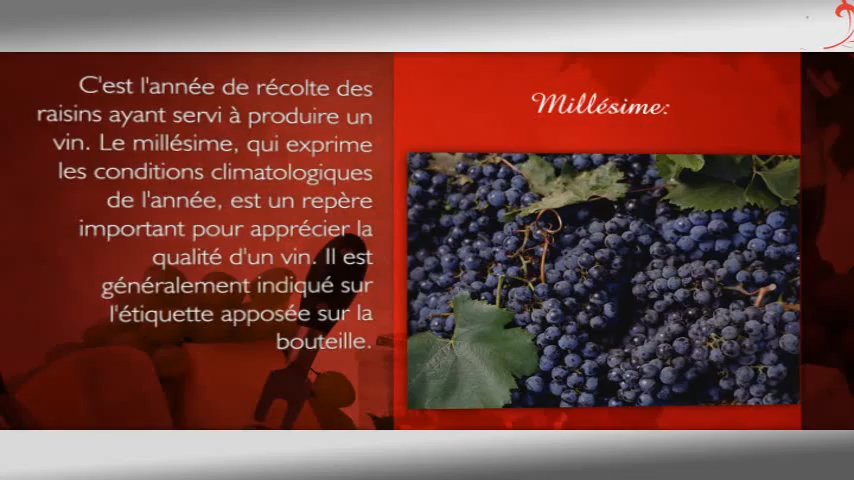 Millésime:
C'est l'année de récolte des
raisins ayant servi à produire un
vin. Le millésime, qui exprime
les conditions climatologiques
de l'année, est un repère
important pour apprécier la
qualité d'un vin. Il est
généralement indiqué sur
l'étiquette apposée sur la
bouteille.